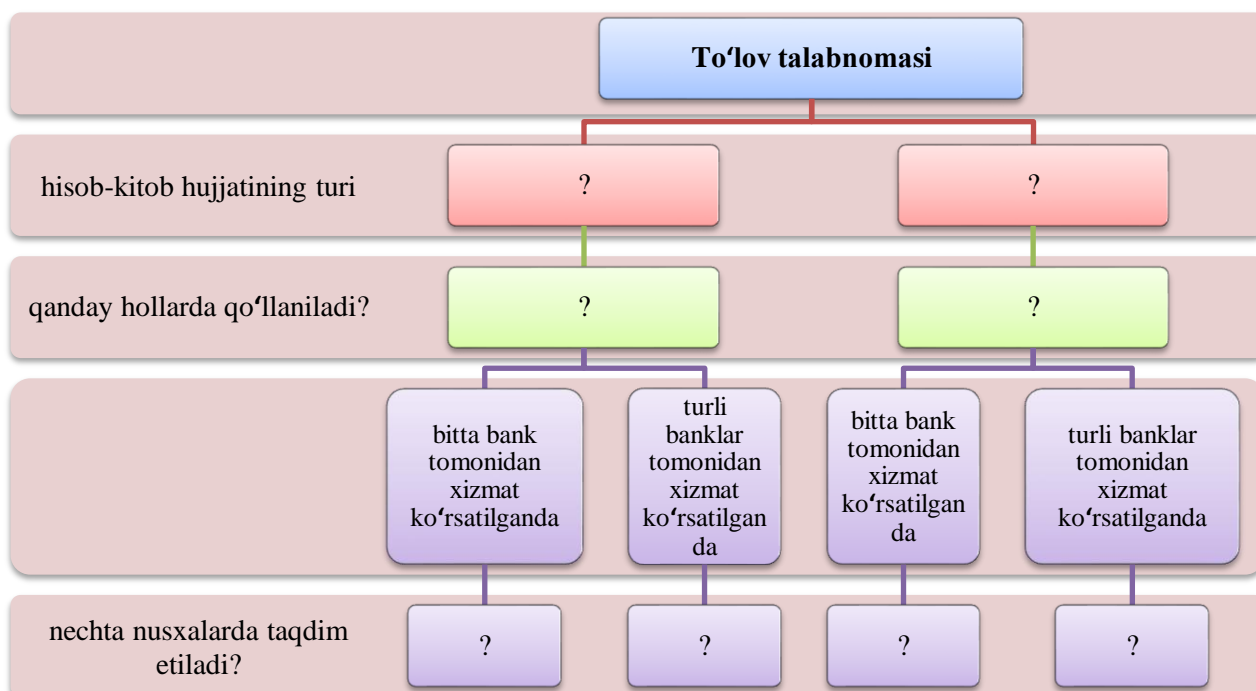 To‘lov talabnomasi
hisob-kitob hujjatining turi
?
?
qanday hollarda qo‘llaniladi?
?
?
bitta bank
tomonidan
xizmat
ko‘rsatilganda
turli
banklar
tomonidan
xizmat
ko‘rsatilgan
da
bitta bank
tomonidan
xizmat
ko‘rsatilgan
da
turli banklar
tomonidan
xizmat
ko‘rsatilganda
nechta nusxalarda taqdim
etiladi?
?
?
?
?